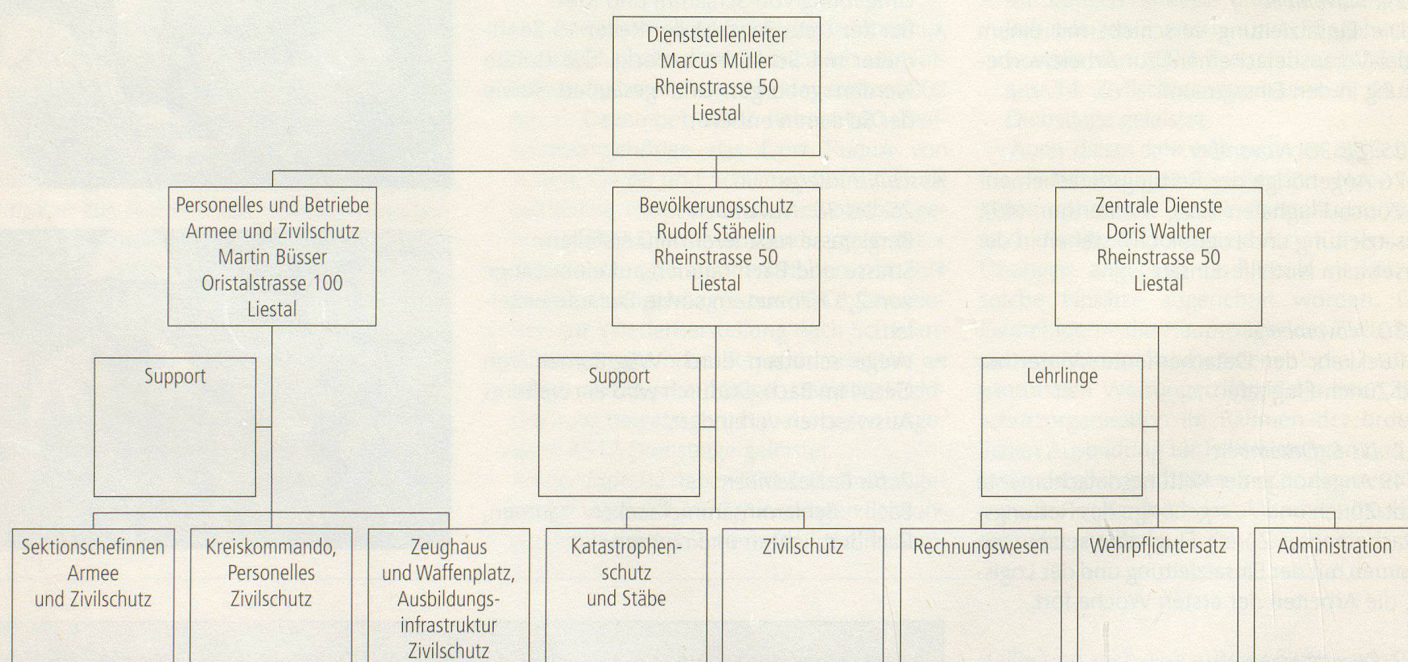 Dienststellenleiter
Marcus Müller
Rheinstrasse 50
Liestal
Personelles und Betriebe
Armee und Zivilschutz
Martin Büsser
Oristalstrasse 100
Liestal
Bevölkerungsschutz
Rudolf Stähelin
Rheinstrasse 50
Liestal
Zentrale Dienste
Doris Walther
Rheinstrasse 50
Liestal
Support
Support
Lehrlinge
Sektionschefinnen
Armee
und Zivilschutz
Kreiskommando,
Personelles
Zivilschutz
Zeughaus
und Waffenplatz,
Ausbildungs-
infrastruktur
Zivilschutz
Katastrophen-
schutz
und Stäbe
Zivilschutz
Rechnungswesen
Wehrpflichtersatz
Administration